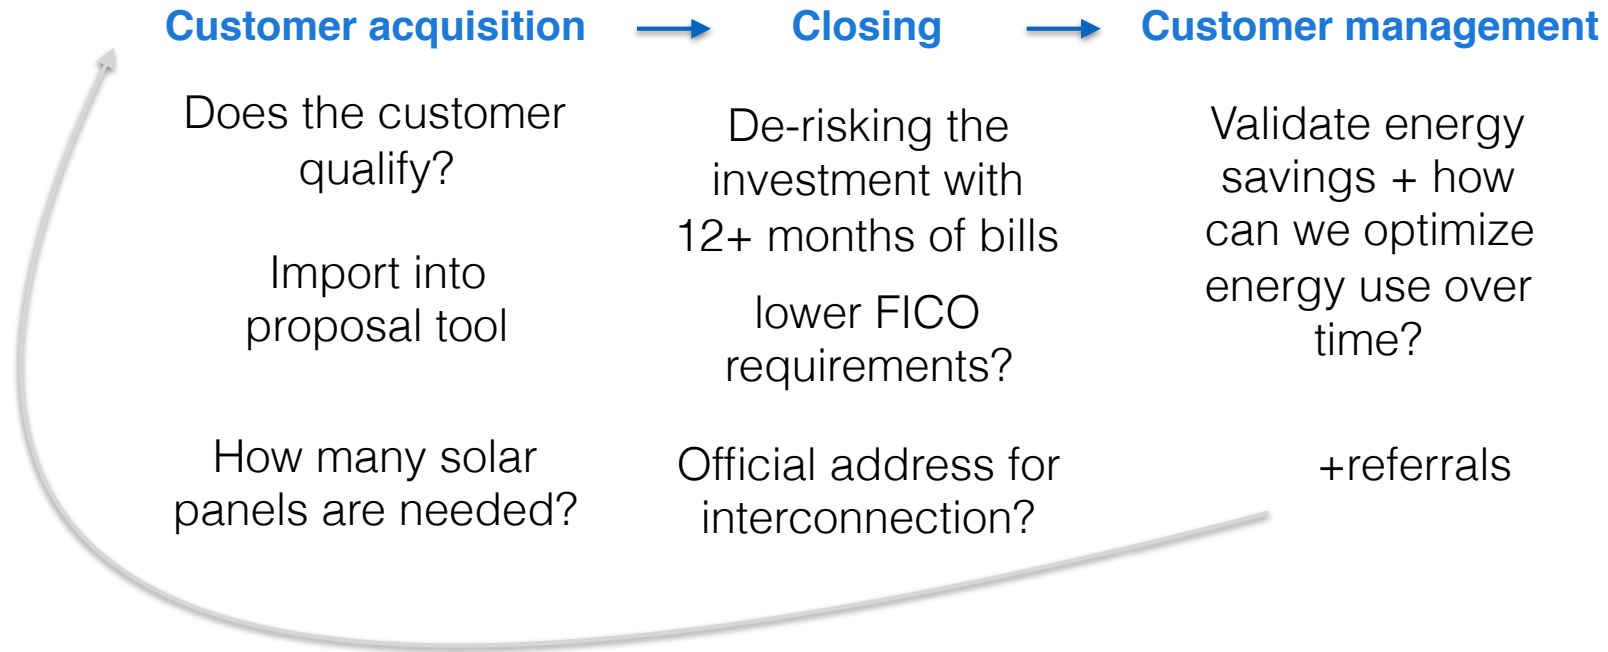 Customer acquisition
Closing
Customer management
Does the customer
qualify?
Import into
proposal tool
How many solar
panels are needed?
De-risking the
investment with
12+ months of bills
lower FICO
requirements?
Official address for
interconnection?
Validate energy
savings + how
can we optimize
energy use over
time?
+referrals